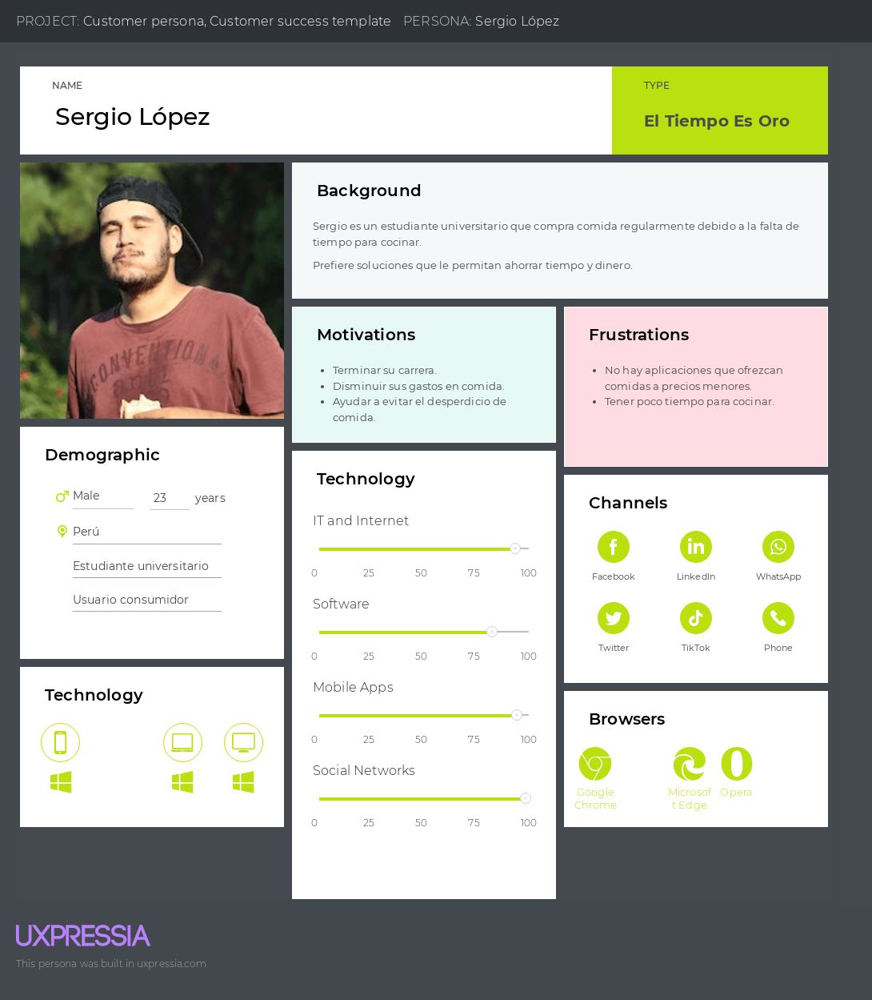 PROJECT: Customer persona, Customer success template PERSONA: Sergio López
NAME
Sergio López
TYPE
El Tiempo Es Oro
CONVENTION
Background
Sergio es un estudiante universitario que compra comida regularmente debido a la falta de
tiempo para cocinar.
Prefiere soluciones que le permitan ahorrar tiempo y dinero.
Motivations
Terminar su carrera.
Disminuir sus gastos en comida.
Ayudar a evitar el desperdicio de
comida.
Frustrations
No hay aplicaciones que ofrezcan
comidas a precios menores.
Tener poco tiempo para cocinar.
Demographic
Male 23 years
Perú
Estudiante universitario
Usuario consumidor
Technology
Technology
IT and Internet
0 25 50 75 100
Software
0 25 50 75 100
Mobile Apps
0 25 50 75 100
Social Networks
0 25 50 75 100
Channels
Facebook LinkedIn WhatsApp
Twitter TikTok Phone
Browsers
Google Microsof Opera
Chrome t Edge
UXPRESSIA
This persona was built in uxpressia.com